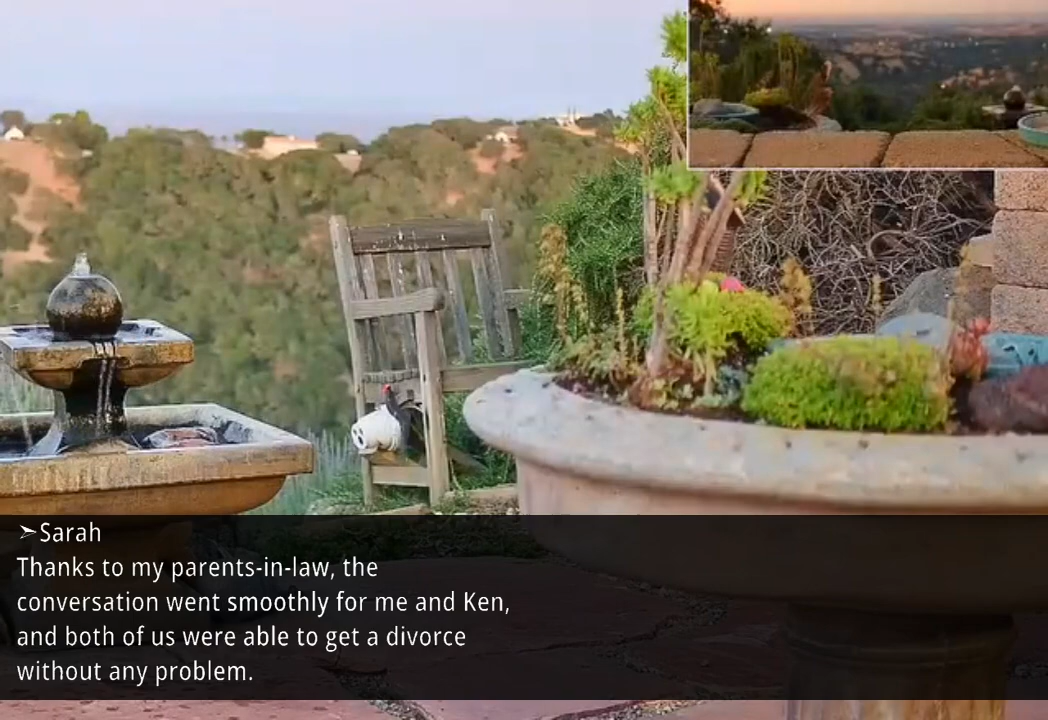 ➣Sarah
Thanks to my parents-in-law, the
conversation went smoothly for me and Ken,
and both of us were able to get a divorce
without any problem.